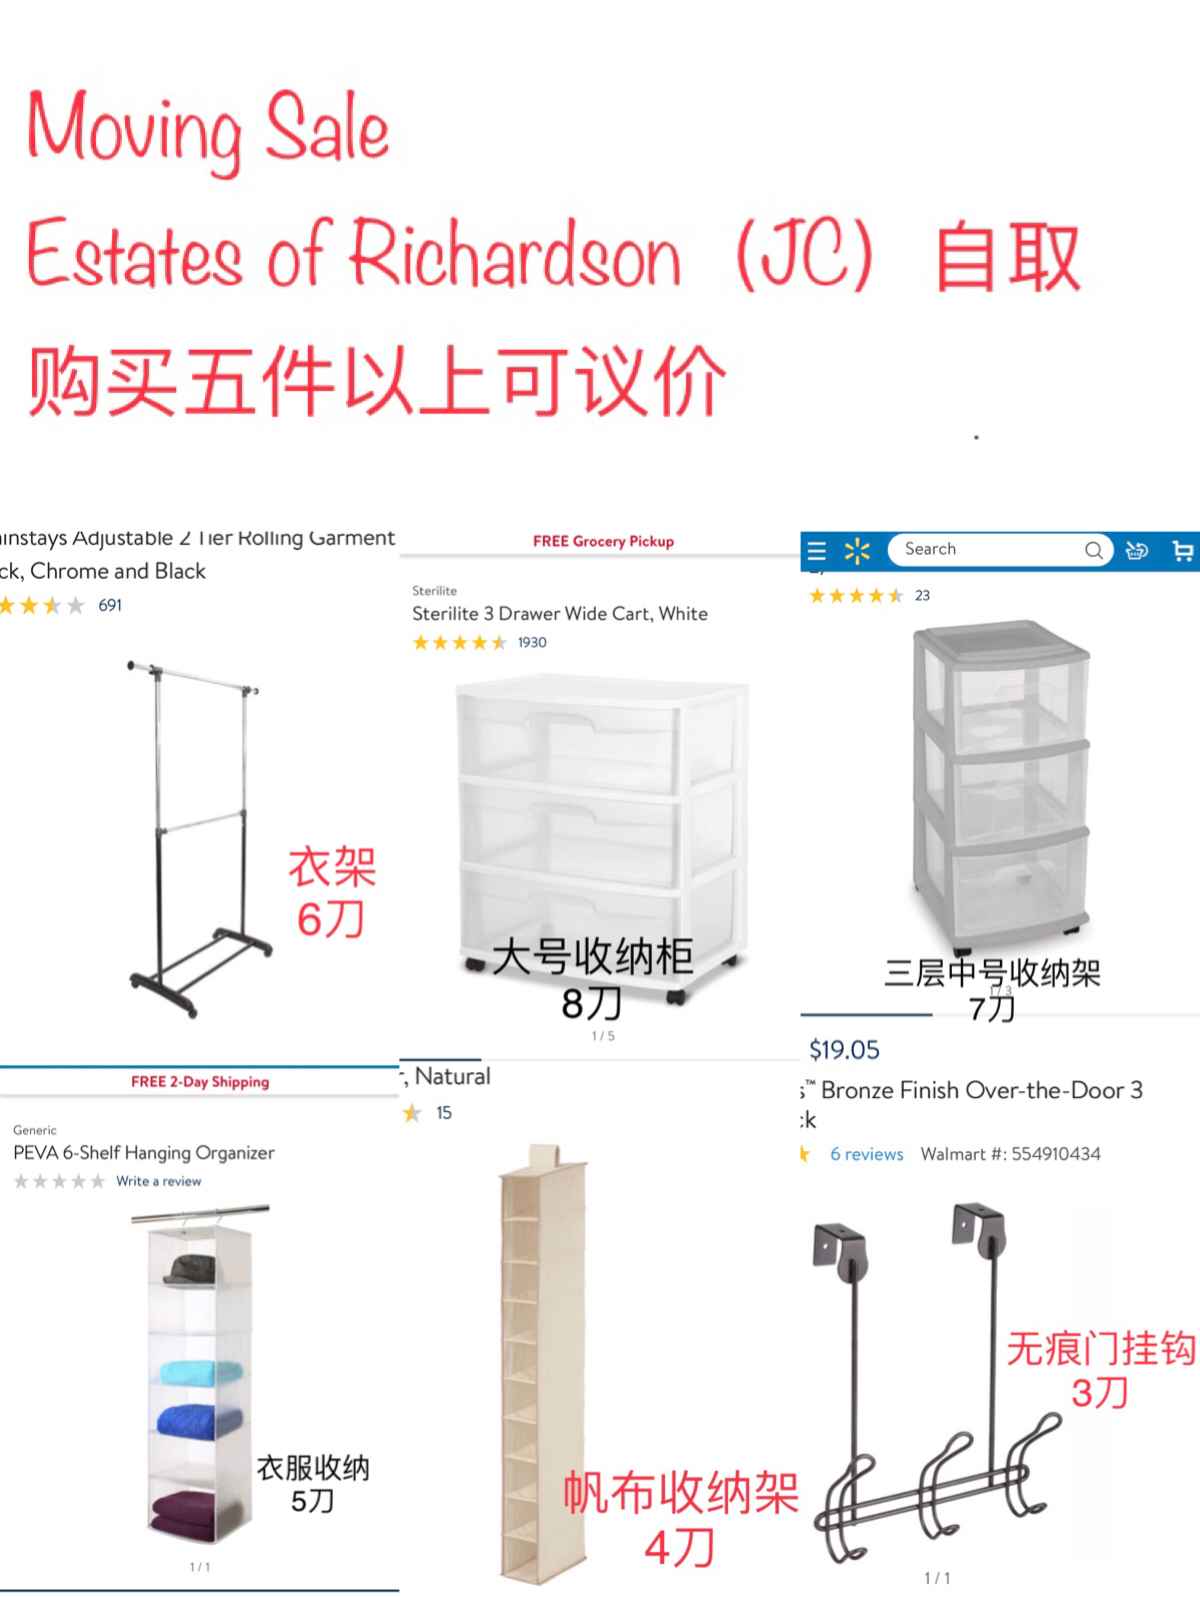 Moving Sale
Estates of Richardson（JC）自取
购买五件以上可议价
instays Adjustable 2 Tier Rolling Garment
ck, Chrome and Black
691
衣架
6刀
FREE Grocery Pickup
Sterilite
Sterilite 3 Drawer Wide Cart, White
1930
大号收纳柜
8刀
1 / 5
Search
23
三层中号收纳架
7刀
$19.05
FREE 2-Day Shipping
Generic
PEVA 6-Shelf Hanging Organizer
Write a review
衣服收纳
5刀
1 / 1
, Natural
15
帆布收纳架
4刀
s™ Bronze Finish Over-the-Door 3
ck
6 reviews Walmart #: 554910434
无痕门挂钩
3刀
1 / 1